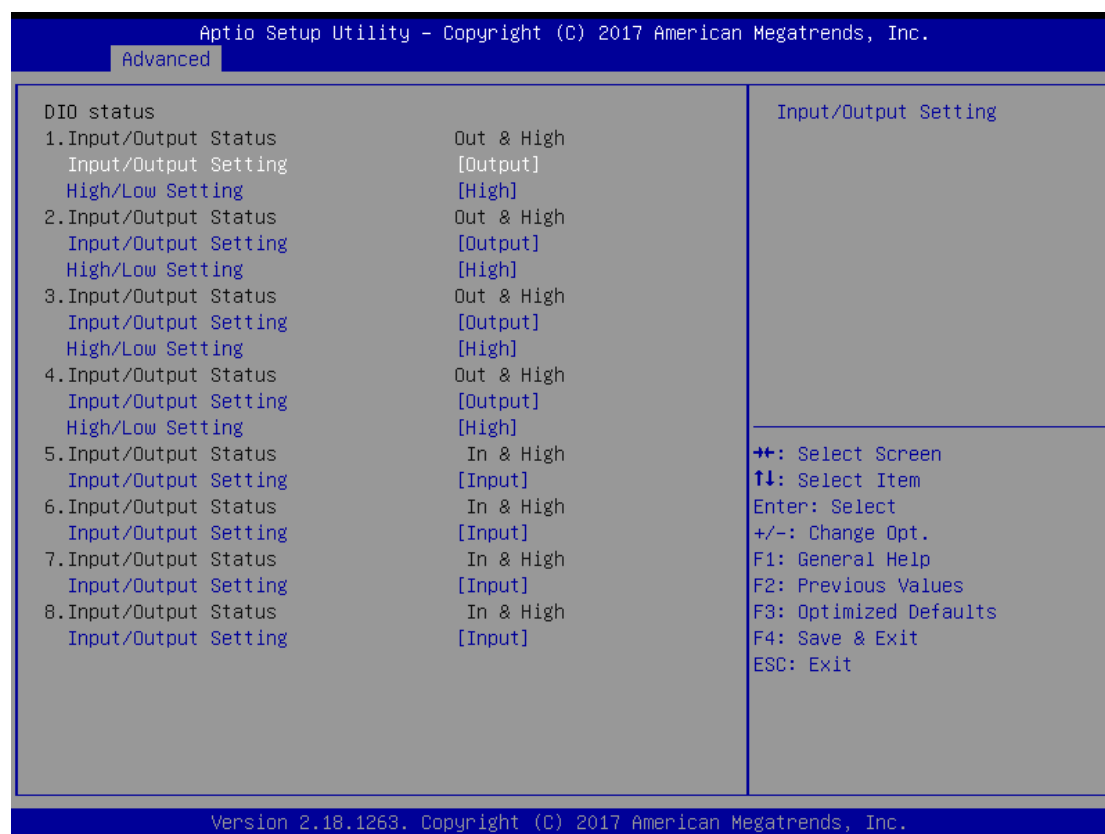 Aptio Setup Utility – Copyright (C) 2017 American Megatrends, Inc.
Advanced
DIO status
1.Input/Output Status Out & High
Input/Output Setting [Output]
High/Low Setting [High]
2.Input/Output Status Out & High
Input/Output Setting [Output]
High/Low Setting [High]
3.Input/Output Status Out & High
Input/Output Setting [Output]
High/Low Setting [High]
4.Input/Output Status Out & High
Input/Output Setting [Output]
High/Low Setting [High]
5.Input/Output Status In & High
Input/Output Setting [Input]
6.Input/Output Status In & High
Input/Output Setting [Input]
7.Input/Output Status In & High
Input/Output Setting [Input]
8.Input/Output Status In & High
Input/Output Setting [Input]
Input/Output Setting
→←: Select Screen
↑↓: Select Item
Enter: Select
+/-: Change Opt.
F1: General Help
F2: Previous Values
F3: Optimized Defaults
F4: Save & Exit
ESC: Exit
Version 2.18.1263. Copyright (C) 2017 American Megatrends, Inc.